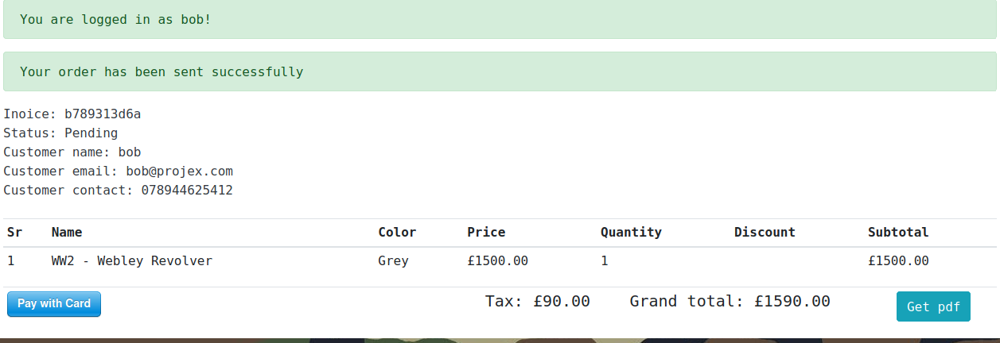 You are logged in as bob!
Your order has been sent successfully
Inoice: b789313d6a
Status: Pending
Customer name: bob
Customer email: bob@projex.com
Customer contact: 078944625412
Sr Name Color Price Quantity Discount Subtotal
1 WW2 - Webley Revolver Grey £1500.00 1 £1500.00
Pay with Card Tax: £90.00 Grand total: £1590.00 Get pdf